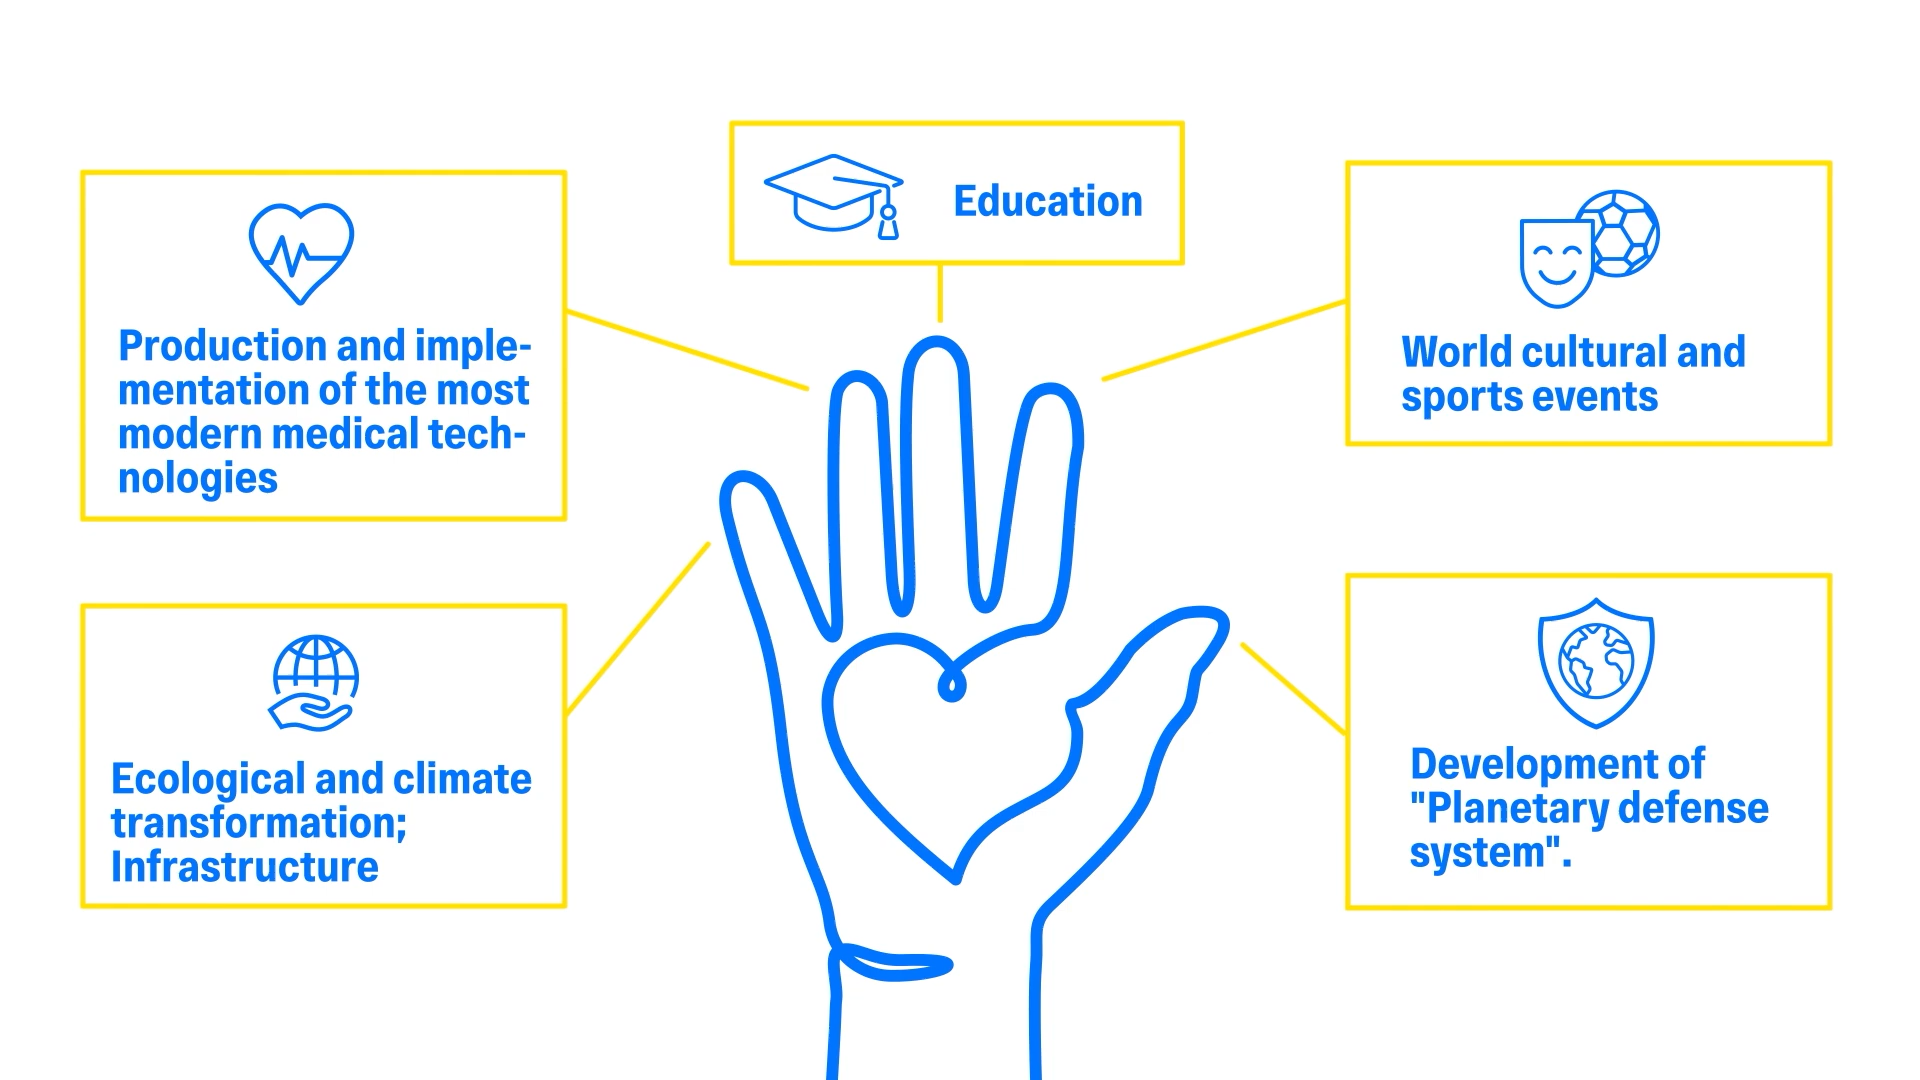 Education
Production and imple-
mentation of the most
modern medical tech-
nologies
World cultural and
sports events
Ecological and climate
transformation;
Infrastructure
Development of
"Planetary defense
system".